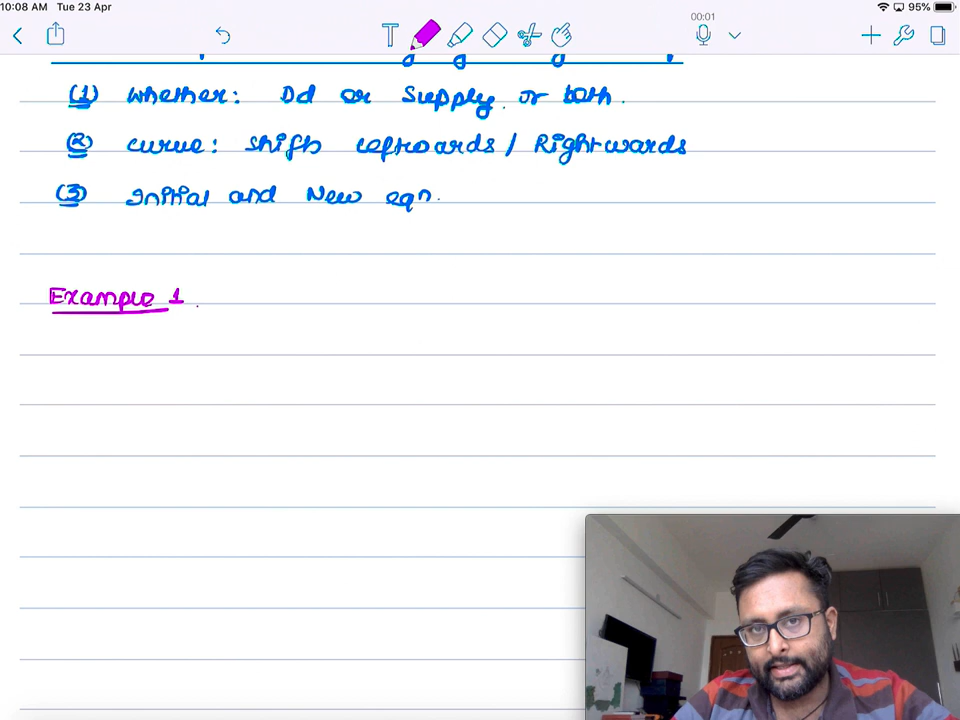 10:08 AM Tue 23 Apr
95%
00:01
T
(1) Whether: Dd or Supply. or both.
(2) curve: shifts leftwards / Rightwards
(3) Initial and New eqn.
Example 1.